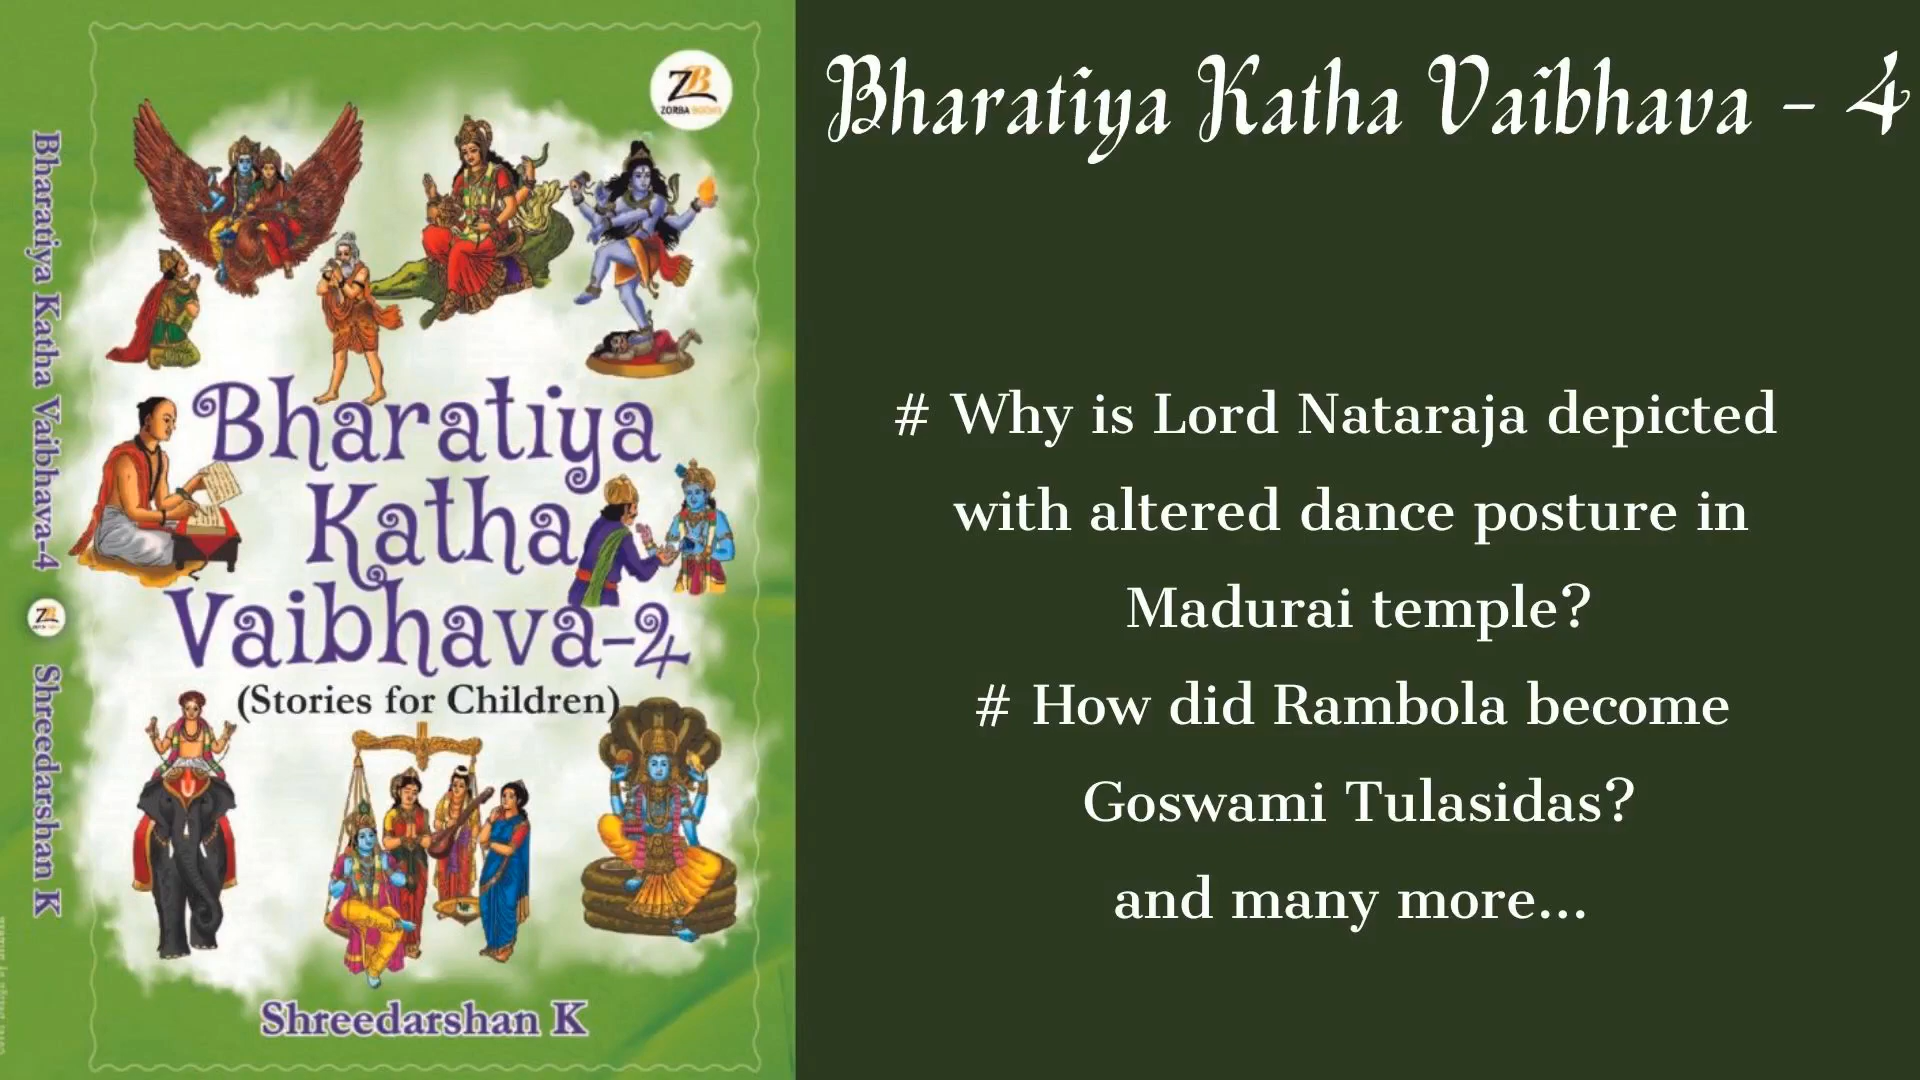 Bharatiya Katha Vaibhava-4
ZB
Shreedarshan K
ZB
ZORBA BOOKS
Bharatiya
Katha
Vaibhava-4
(Stories for Children)
Shreedarshan K
Bharatiya Katha Vaibhava - 4
# Why is Lord Nataraja depicted
with altered dance posture in
Madurai temple?
# How did Rambola become
Goswami Tulasidas?
and many more...